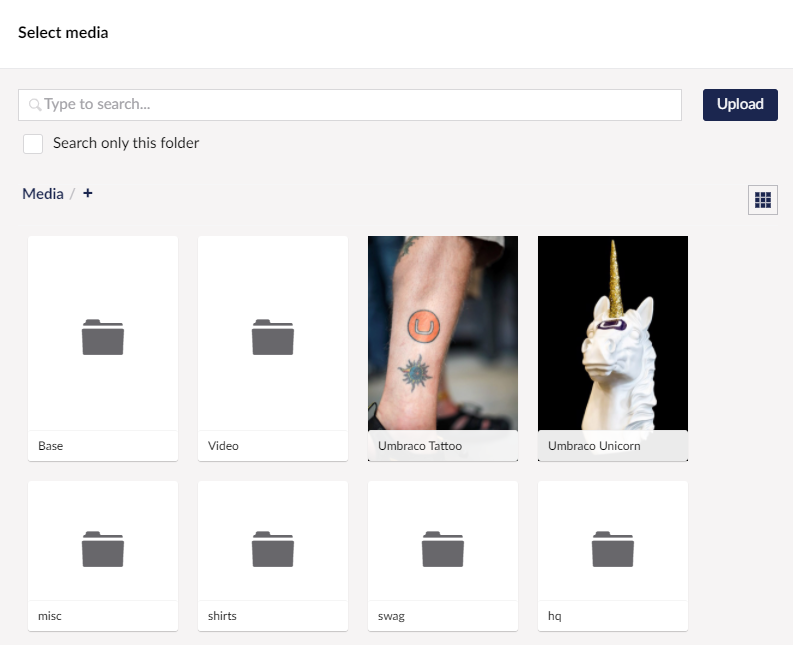 Select media
Type to search...
Upload
Search only this folder
Media / +
Base
Video
Umbraco Tattoo
Umbraco Unicorn
misc
shirts
swag
hq